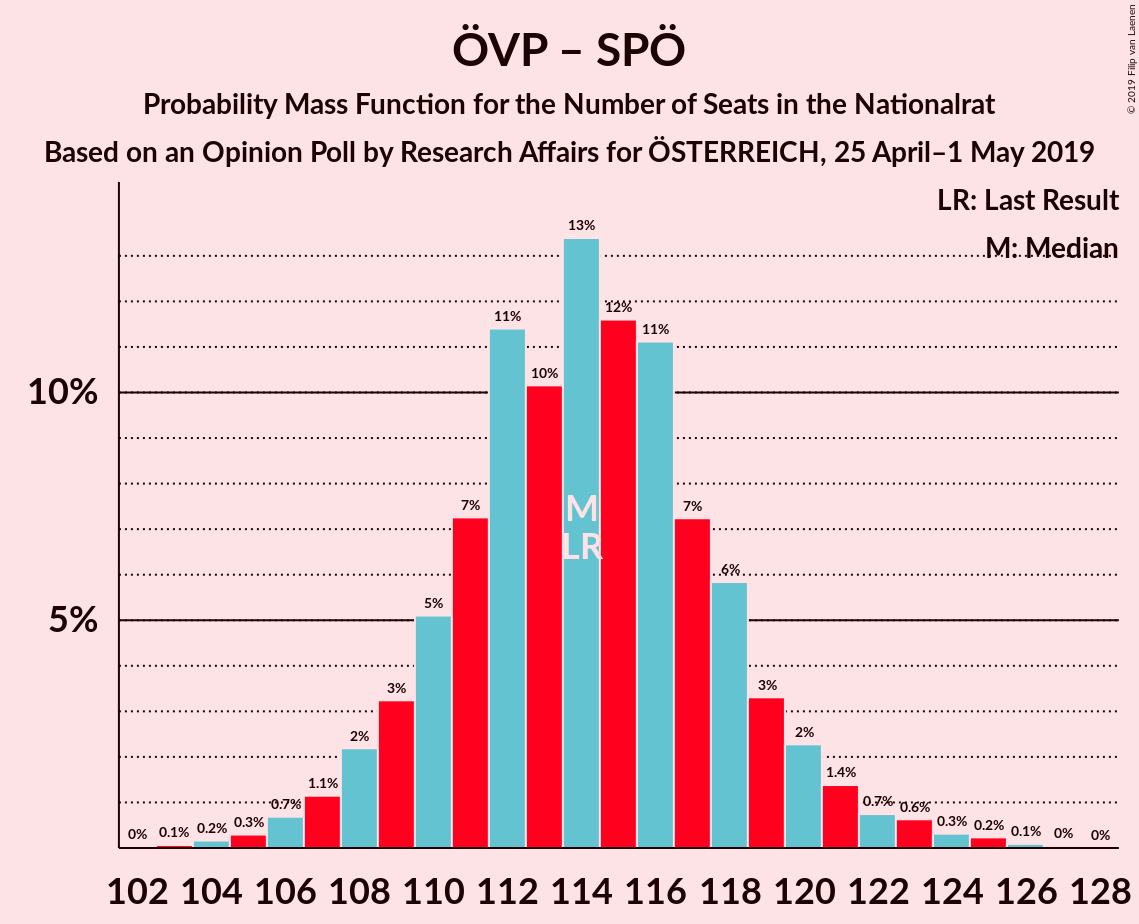 ÖVP – SPÖ
Probability Mass Function for the Number of Seats in the Nationalrat
Based on an Opinion Poll by Research Affairs for ÖSTERREICH, 25 April–1 May 2019
© 2019 Filip van Laenen
LR: Last Result
M: Median
10%
5%
0% 0.1% 0.2% 0.3% 0.7% 1.1% 2% 3% 5% 7% 11% 10% 13% 12% 11% 7% 6% 3% 2% 1.4% 0.7% 0.6% 0.3% 0.2% 0.1% 0% 0%
M
LR
102 104 106 108 110 112 114 116 118 120 122 124 126 128